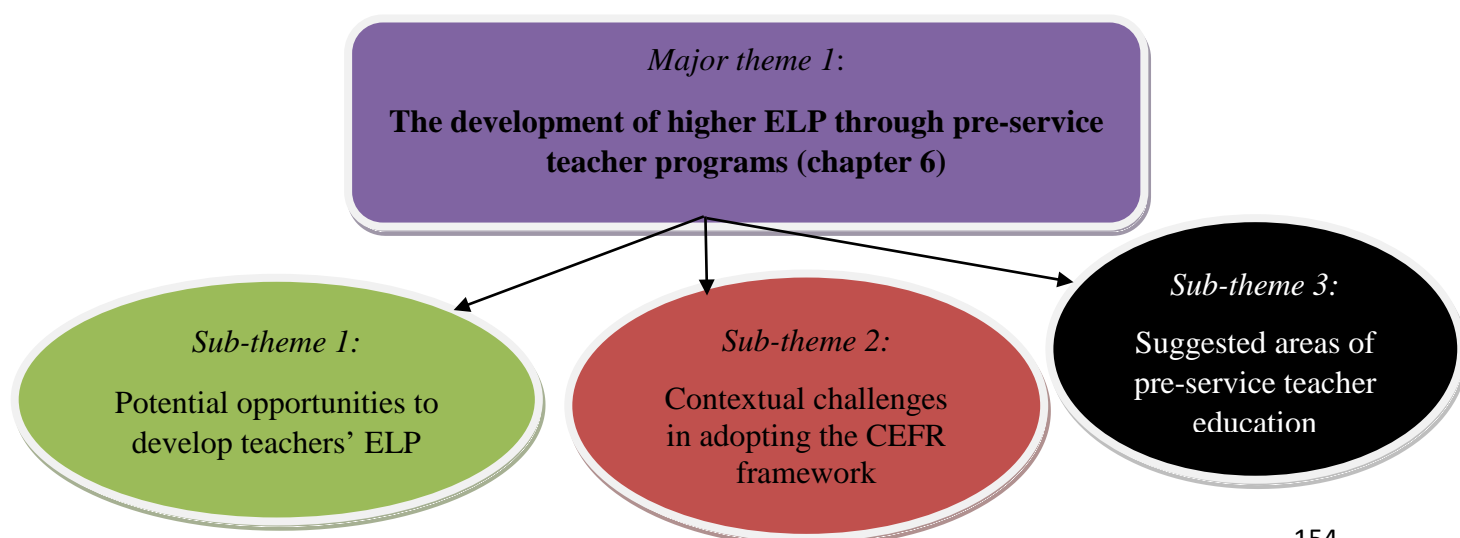 Major theme 1:
The development of higher ELP through pre-service
teacher programs (chapter 6)
Sub-theme 1:
Potential opportunities to
develop teachers’ ELP
Sub-theme 2:
Contextual challenges
in adopting the CEFR
framework
Sub-theme 3:
Suggested areas of
pre-service teacher
education
154